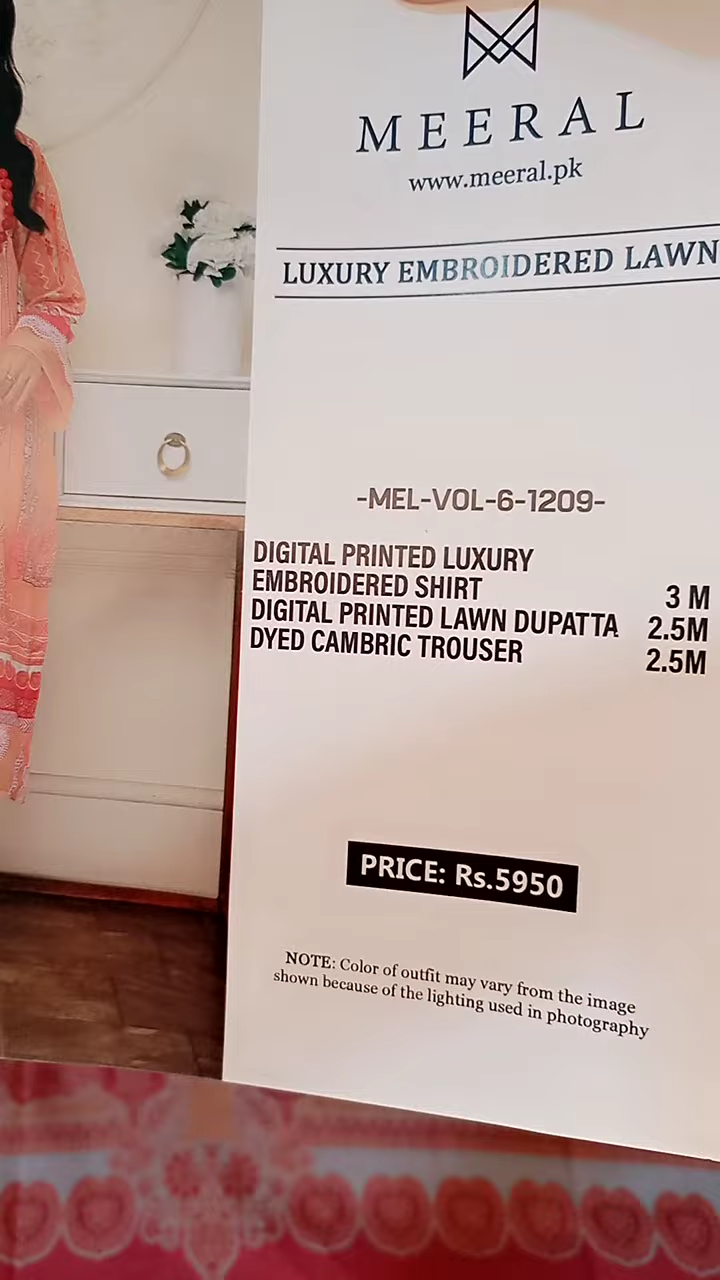 MEERAL
www.meeral.pk
LUXURY EMBROIDERED LAWN
-MEL-VOL-6-1209-
DIGITAL PRINTED LUXURY
EMBROIDERED SHIRT 3 M
DIGITAL PRINTED LAWN DUPATTA 2.5M
DYED CAMBRIC TROUSER 2.5M
PRICE: Rs.5950
NOTE: Color of outfit may vary from the image
shown because of the lighting used in photography